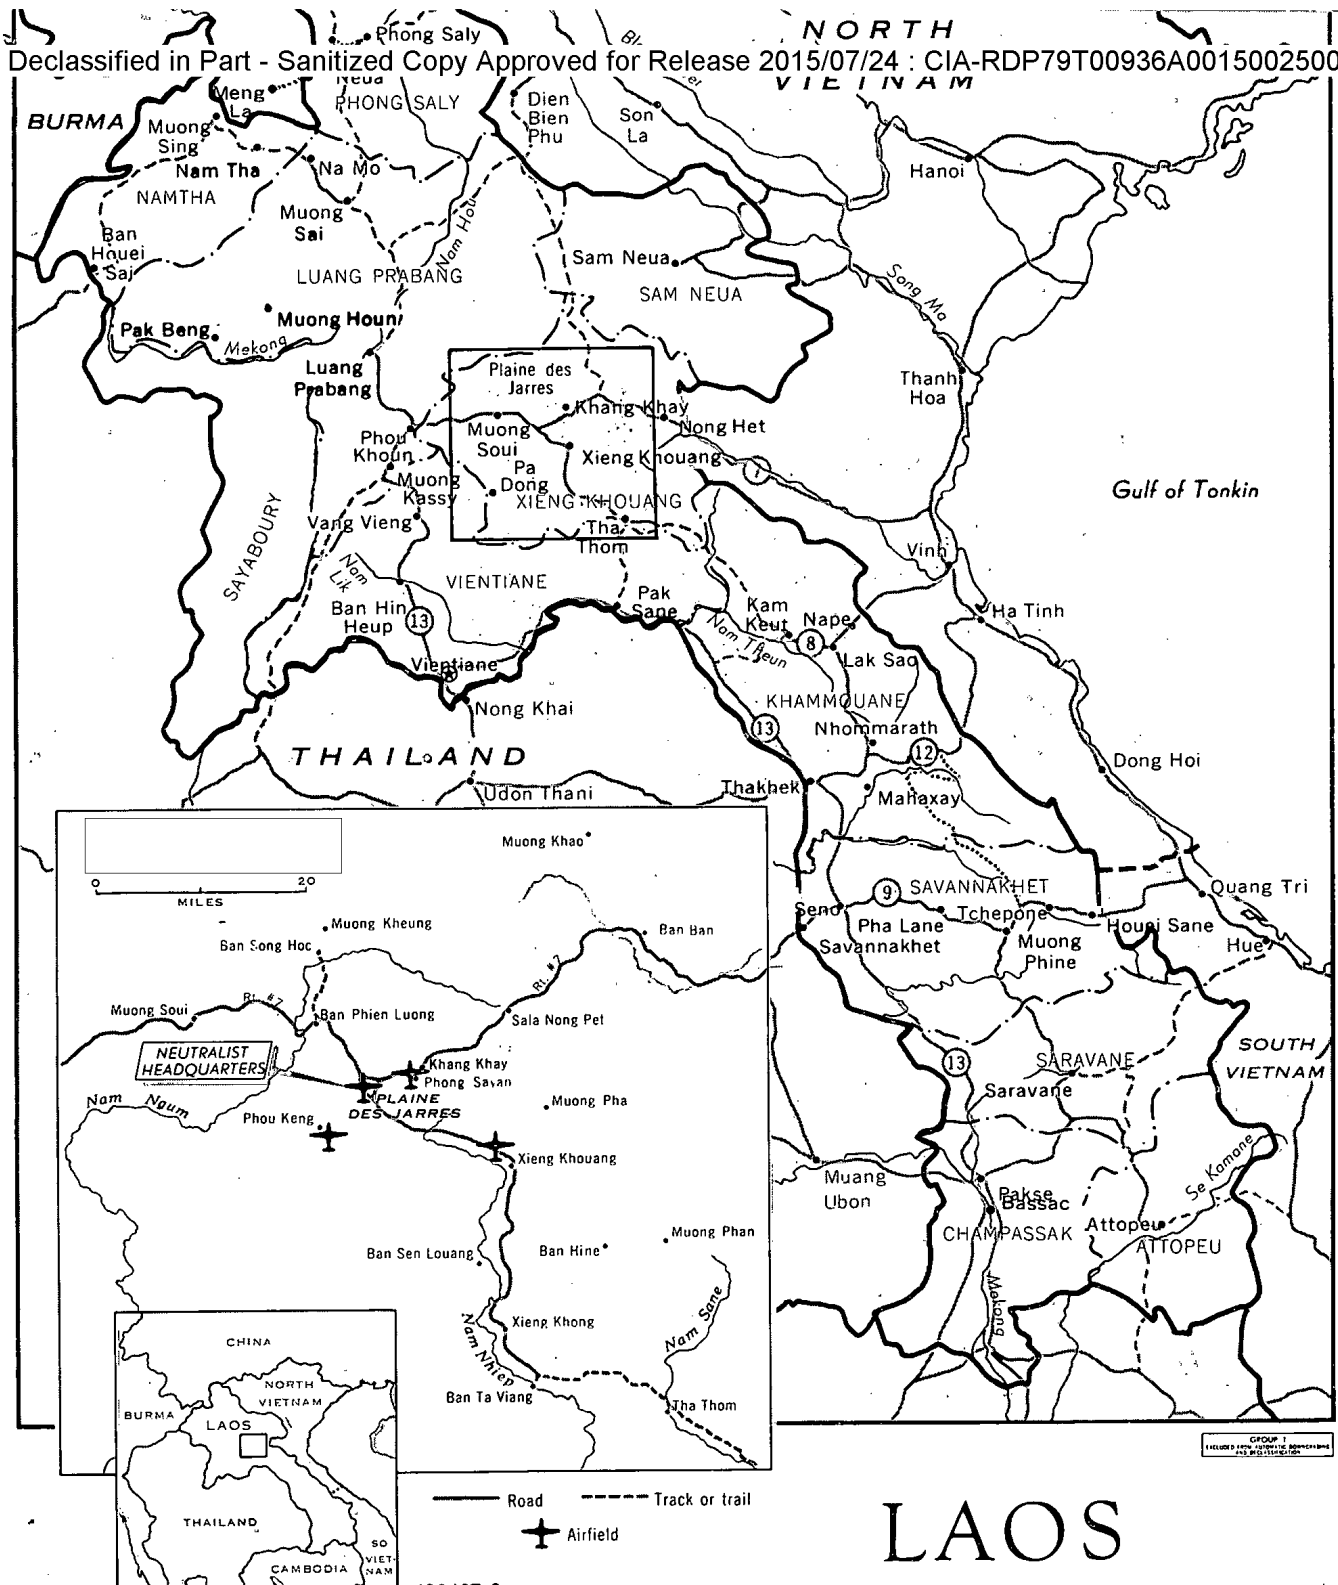 NORTH
Phong Saly
Declassified in Part - Sanitized Copy Approved for Release 2015/07/24 : CIA-RDP79T00936A0015002500
VIETNAM
Neua
Meng
La
PHONG SALY
Dien
Bien
Phu
Son
La
BURMA
Muong
Sing
Nam Tha
Na Mo
Hanoi
NAMTHA
Muong
Sai
Nam Hou
Ban
Houei
Sai
Sam Neua
LUANG PRABANG
SAM NEUA
Song Ma
Muong Houn
Pak Beng
Mekong
Luang
Prabang
Plaine des
Jarres
Thanh
Hoa
Khang Khay
Nong Het
Phou
Khoun
Muong
Soui
Xieng Khouang
7
Muong
Kassy
Pa
Dong
XIENG KHOUANG
Gulf of Tonkin
SAYABOURY
Vang Vieng
Tha
Thom
Vinh
Nam
Lik
VIENTIANE
Ban Hin
Heup
13
Pak
Sane
Kam
Keut
Nape
Ha Tinh
Nam Theun
8
Lak Sao
Vientiane
Nong Khai
KHAMMOUANE
13
Nhommarath
12
THAILAND
Dong Hoi
Udon Thani
Thakhek
Mahaxay
9
SAVANNAKHET
Quang Tri
Seno
Pha Lane
Tchepone
Houei Sane
Savannakhet
Muong
Phine
Hue
SOUTH
VIETNAM
13
SARAVANE
Saravane
Muang
Ubon
Se Kamane
Pakse
Bassac
Attopeu
CHAMPASSAK
ATTOPEU
Mekong
Muong Khao
0
20
MILES
Muong Kheung
Ban Song Hoc
Ban Ban
Rt. #7
Rt. #7
Muong Soui
Ban Phien Luong
Sala Nong Pet
NEUTRALIST
HEADQUARTERS
Khang Khay
Phong Savan
PLAINE
DES JARRES
Nam Ngum
Muong Pha
Phou Keng
Xieng Khouang
Muong Phan
Ban Sen Louang
Ban Hine
Nam Sane
Xieng Khong
Nam Nhiep
Ban Ta Viang
Tha Thom
CHINA
NORTH
VIETNAM
BURMA
LAOS
THAILAND
SO
VIET-
NAM
CAMBODIA
GROUP 1
EXCLUDED FROM AUTOMATIC DOWNGRADING
AND DECLASSIFICATION
Road
Track or trail
Airfield
LAOS